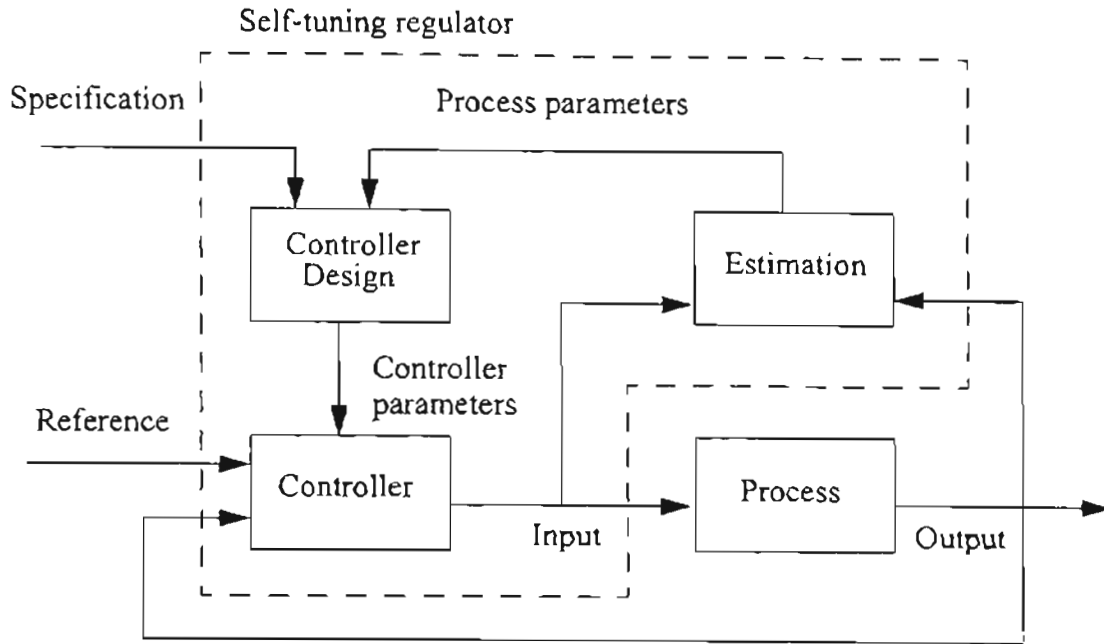 Self-tuning regulator
Specification
Process parameters
Controller
Design
Estimation
Controller
parameters
Reference
Controller
Process
Input
Output